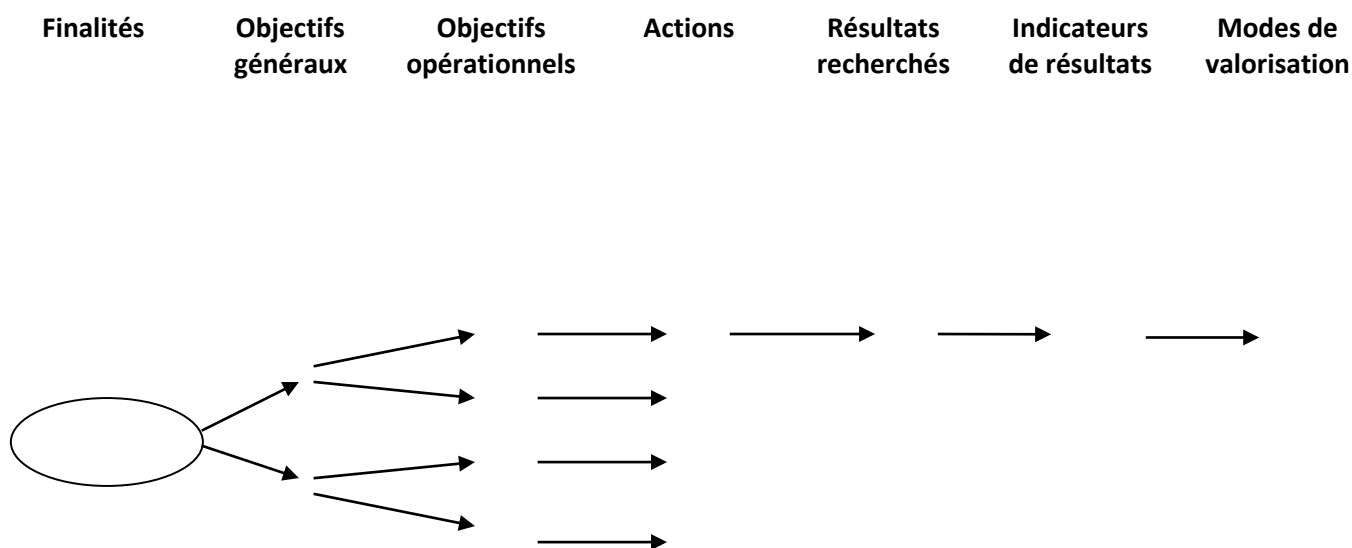 Finalités
Objectifs
généraux
Objectifs
opérationnels
Actions
Résultats
recherchés
Indicateurs
de résultats
Modes de
valorisation